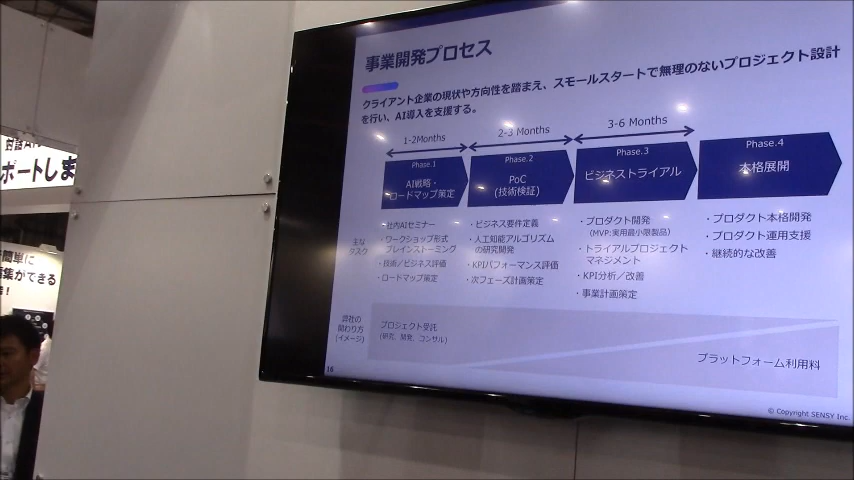 事業開発プロセス
クライアント企業の現状や方向性を踏まえ、スモールスタートで無理のないプロジェクト設計
を行い、AI導入を支援する。
1-2Months
2-3 Months
3-6 Months
Phase.1
AI戦略・
ロードマップ策定
Phase.2
PoC
(技術検証)
Phase.3
ビジネストライアル
Phase.4
本格展開
主な
タスク
・社内AIセミナー
・ワークショップ形式
ブレインストーミング
・技術／ビジネス評価
・ロードマップ策定
・ビジネス要件定義
・人工知能アルゴリズム
の研究開発
・KPIパフォーマンス評価
・次フェーズ計画策定
・プロダクト開発
(MVP:実用最小限製品)
・トライアルプロジェクト
マネジメント
・KPI分析／改善
・事業計画策定
・プロダクト本格開発
・プロダクト運用支援
・継続的な改善
会社の
関わり方
(イメージ)
プロジェクト受託
(研究、開発、コンサル)
プラットフォーム利用料
16
© Copyright SENSY Inc.
ポートしま
簡単に
集ができる